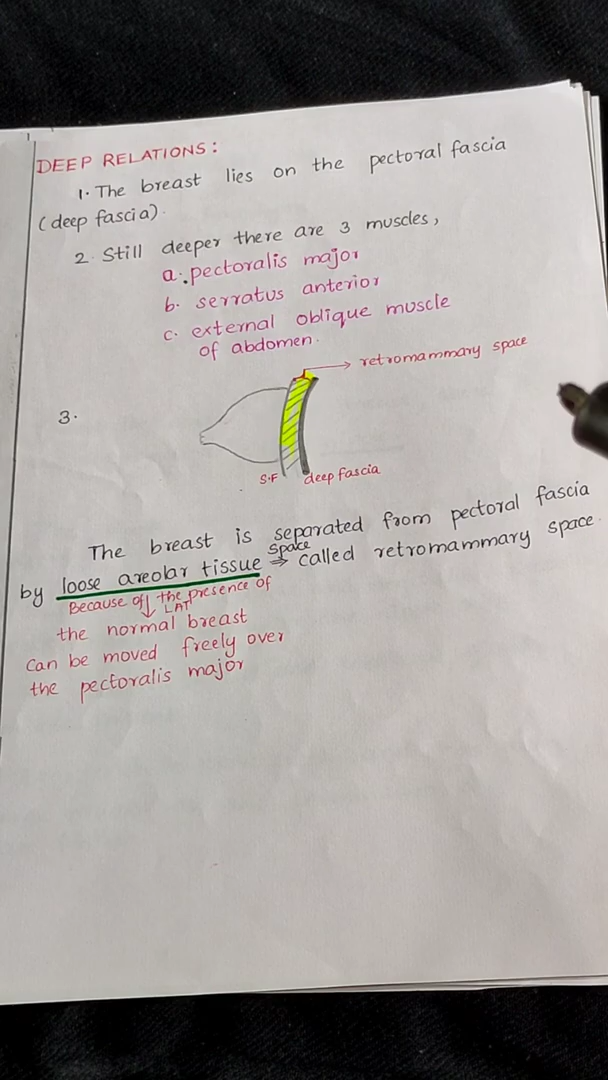 DEEP RELATIONS:
1. The breast lies on the pectoral fascia
(deep fascia).
2. Still deeper there are 3 muscles,
a. pectoralis major
b. serratus anterior
c. external oblique muscle
of abdomen.
→ retromammary space
3.
S.F deep fascia
The breast is separated from pectoral fascia
space
by loose areolar tissue ⇒ called retromammary space.
Because of the presence of
↓ LAT
the normal breast
can be moved freely over
the pectoralis major